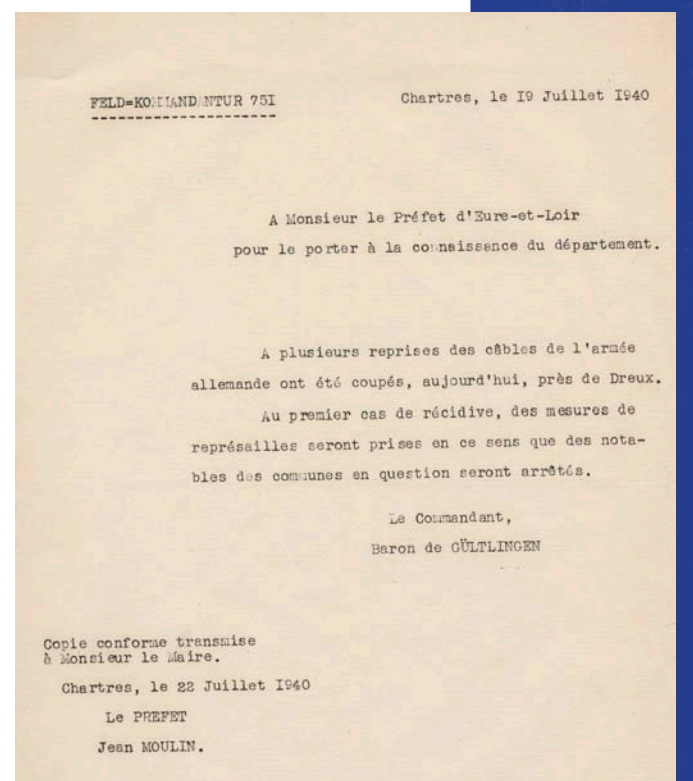 FELD=KOMMANDANTUR 75I
Chartres, le I9 Juillet I940
A Monsieur le Préfet d'Eure-et-Loir
pour le porter à la connaissance du département.
A plusieurs reprises des câbles de l'armée
allemande ont été coupés, aujourd'hui, près de Dreux.
Au premier cas de récidive, des mesures de
représailles seront prises en ce sens que des nota-
bles des communes en question seront arrêtés.
Le Commandant,
Baron de GÜLTLINGEN
Copie conforme transmise
à Monsieur le Maire.
Chartres, le 22 Juillet I940
Le PREFET
Jean MOULIN.